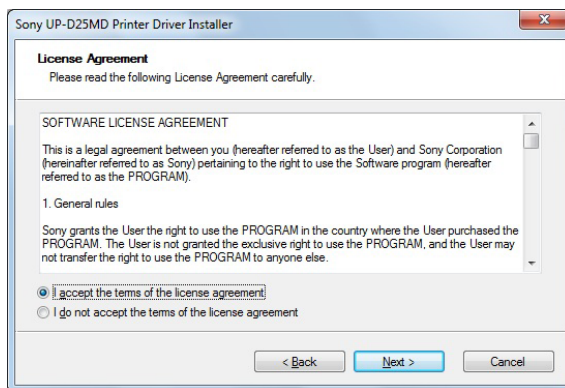 Sony UP-D25MD Printer Driver Installer
License Agreement
Please read the following License Agreement carefully.
SOFTWARE LICENSE AGREEMENT
This is a legal agreement between you (hereafter referred to as the User) and Sony Corporation
(hereinafter referred to as Sony) pertaining to the right to use the Software program (hereafter
referred to as the PROGRAM).
1. General rules
Sony grants the User the right to use the PROGRAM in the country where the User purchased the
PROGRAM. The User is not granted the exclusive right to use the PROGRAM, and the User may
not transfer the right to use the PROGRAM to anyone else.
I accept the terms of the license agreement
I do not accept the terms of the license agreement
< Back Next > Cancel